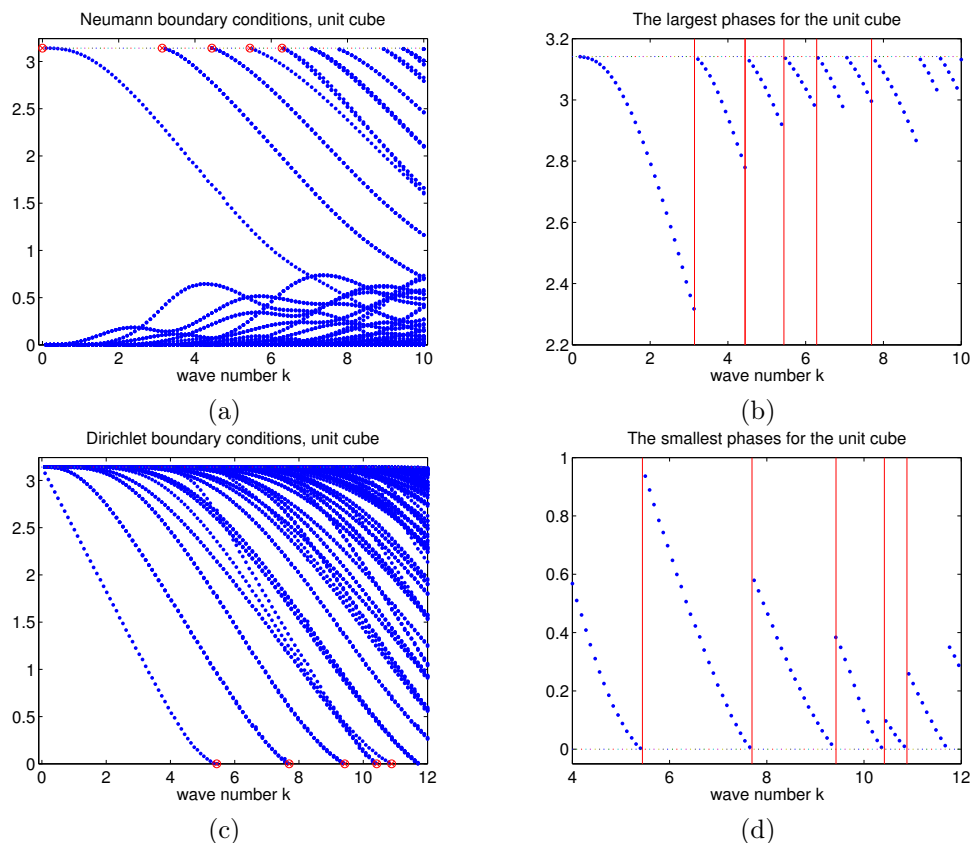 Neumann boundary conditions, unit cube
3
2.5
2
1.5
1
0.5
0
0 2 4 6 8 10
wave number k
(a)
The largest phases for the unit cube
3.2
3
2.8
2.6
2.4
2.2
0 2 4 6 8 10
wave number k
(b)
Dirichlet boundary conditions, unit cube
3
2.5
2
1.5
1
0.5
0
0 2 4 6 8 10 12
wave number k
(c)
The smallest phases for the unit cube
1
0.8
0.6
0.4
0.2
0
4 6 8 10 12
wave number k
(d)